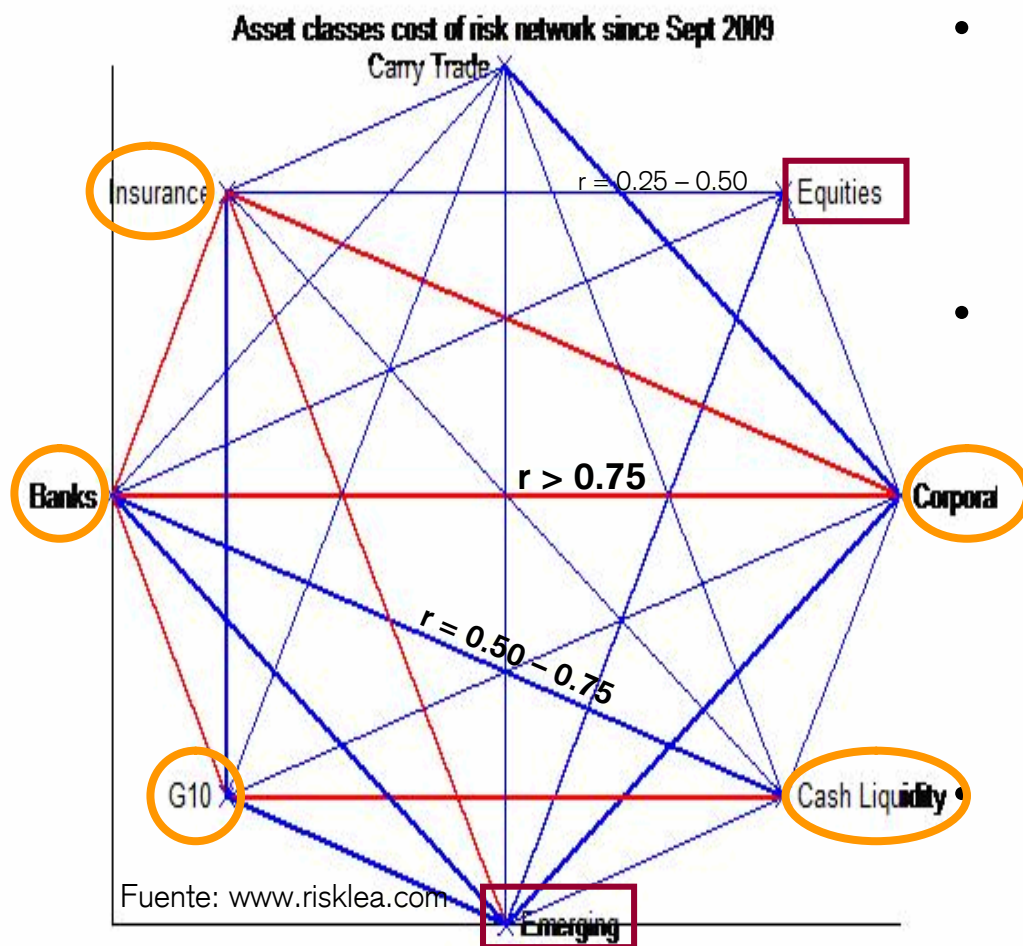 Asset classes cost of risk network since Sept 2009
Carry Trade
Insurance
r = 0.25 – 0.50
Equities
Banks
r > 0.75
Corporal
r = 0.50 – 0.75
G10
Cash Liquidity
Fuente: www.risklea.com
Emerging